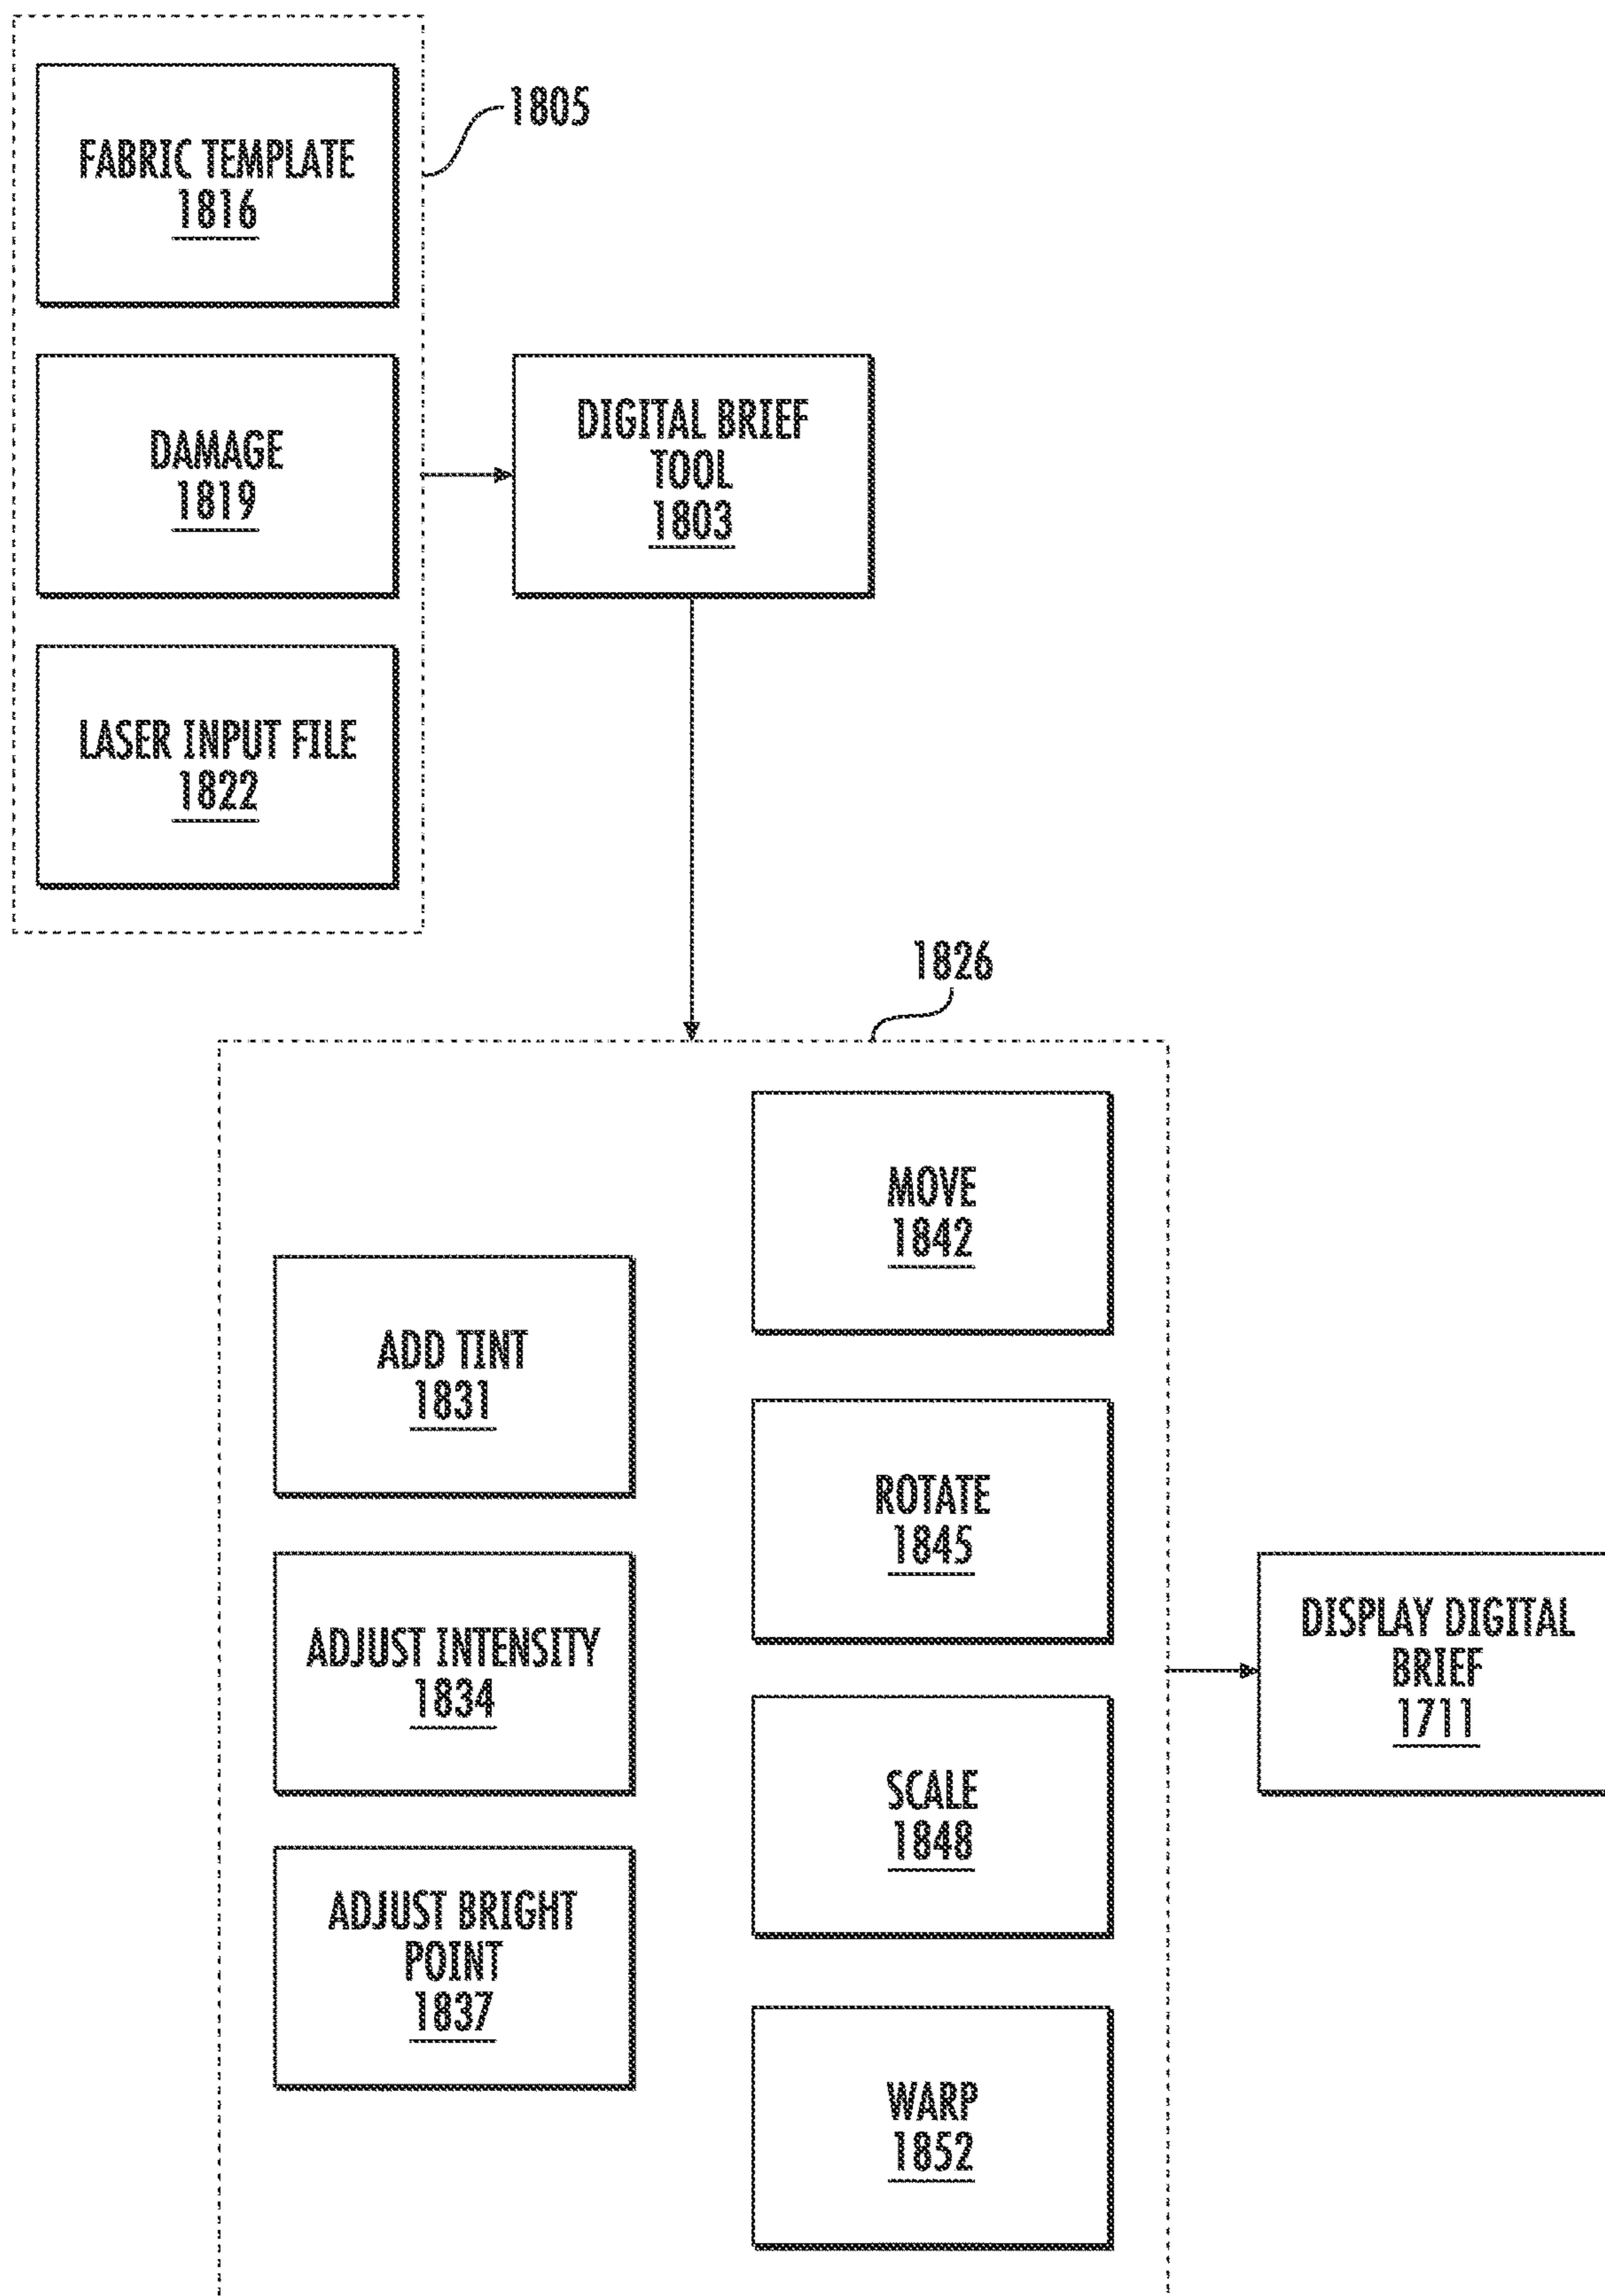 FABRIC TEMPLATE
1816
1805
DAMAGE
1819
DIGITAL BRIEF
TOOL
1803
LASER INPUT FILE
1822
1826
ADD TINT
1831
ADJUST INTENSITY
1834
ADJUST BRIGHT
POINT
1837
MOVE
1842
ROTATE
1845
SCALE
1848
WARP
1852
DISPLAY DIGITAL
BRIEF
1711